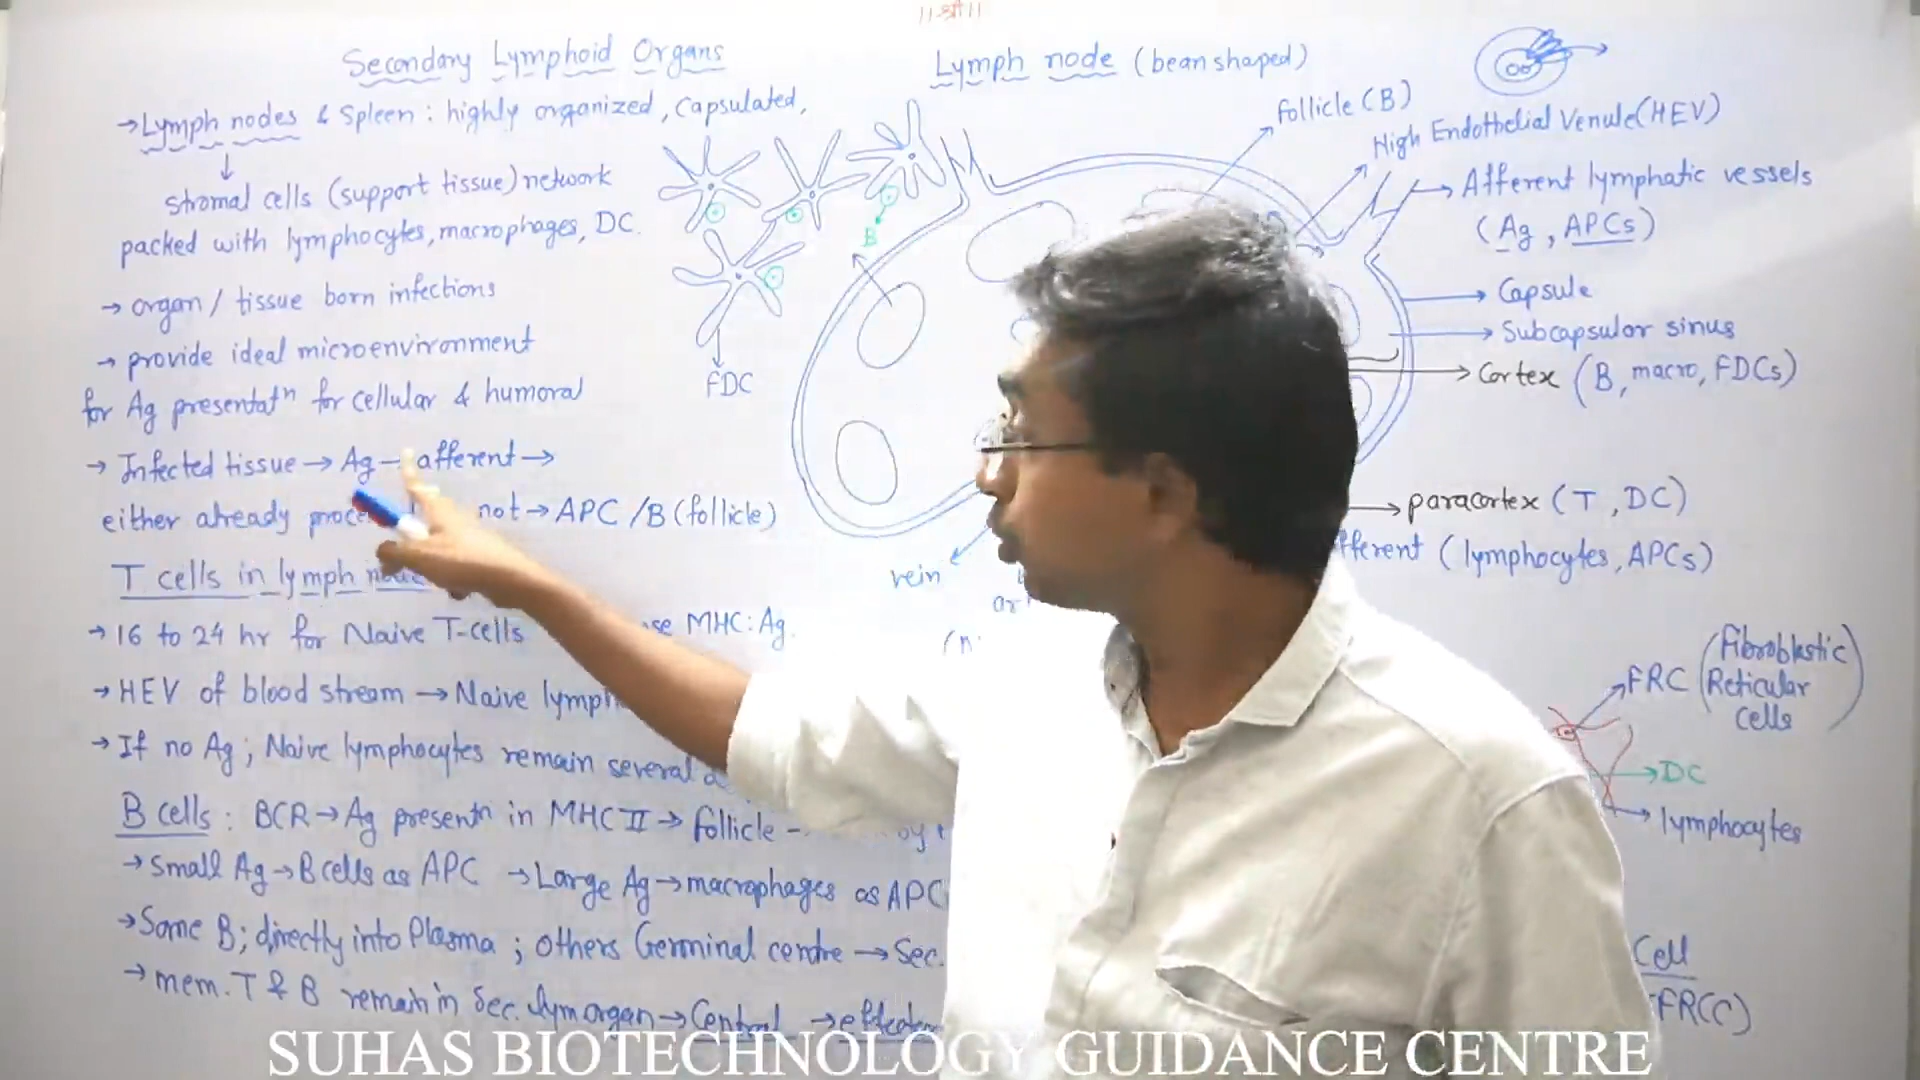 ||श्री||
Secondary Lymphoid Organs
→Lymph nodes & Spleen: highly organized, Capsulated,
↓
stromal cells (support tissue) network
packed with lymphocytes, macrophages, DC.
→ organ / tissue born infections
→ provide ideal microenvironment
for Ag presentatⁿ for cellular & humoral
→ Infected tissue → Ag → afferent →
either already not → APC / B (follicle)
T cells in lymph
→ 16 to 24 hr for Naive T-cells MHC: Ag.
→ HEV of blood stream → Naive
→ If no Ag; Naive lymphocytes remain several
B cells: BCR → Ag presentⁿ in MHC II → follicle
→ Small Ag → B cells as APC → Large Ag → macrophages as APC
→ Some B; directly into Plasma; others Germinal centre → Sec.
→ mem. T & B remain in Sec. lym organ → Central →
Lymph node (bean shaped)
follicle (B)
High Endothelial Venule (HEV)
Afferent lymphatic vessels
(Ag, APCs)
Capsule
Subcapsular sinus
Cortex (B, macro, FDCs)
paracortex (T, DC)
(lymphocytes, APCs)
B
FDC
vein
FRC (Fibroblastic
Reticular
Cells)
DC
lymphocytes
Cell
SUHAS BIOTECHNOLOGY GUIDANCE CENTRE